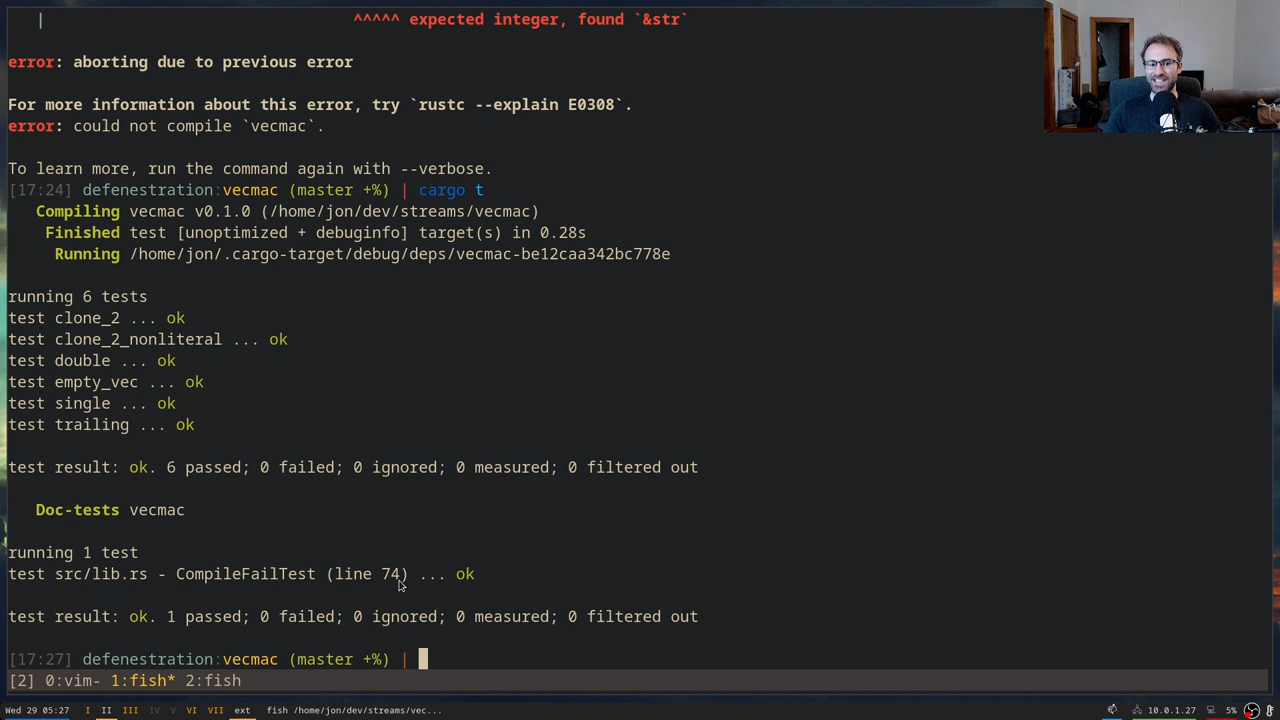 |                                 ^^^^^ expected integer, found `&str`
error: aborting due to previous error
For more information about this error, try `rustc --explain E0308`.
error: could not compile `vecmac`.
To learn more, run the command again with --verbose.
[17:24] defenestration:vecmac (master +%) | cargo t
Compiling vecmac v0.1.0 (/home/jon/dev/streams/vecmac)
Finished test [unoptimized + debuginfo] target(s) in 0.28s
Running /home/jon/.cargo-target/debug/deps/vecmac-be12caa342bc778e
running 6 tests
test clone_2 ... ok
test clone_2_nonliteral ... ok
test double ... ok
test empty_vec ... ok
test single ... ok
test trailing ... ok
test result: ok. 6 passed; 0 failed; 0 ignored; 0 measured; 0 filtered out
Doc-tests vecmac
running 1 test
test src/lib.rs - CompileFailTest (line 74) ... ok
test result: ok. 1 passed; 0 failed; 0 ignored; 0 measured; 0 filtered out
[17:27] defenestration:vecmac (master +%) |
[2] 0:vim- 1:fish* 2:fish
Wed 29 05:27 I II III IV V VI VII ext fish /home/jon/dev/streams/vec... 10.0.1.27 5%